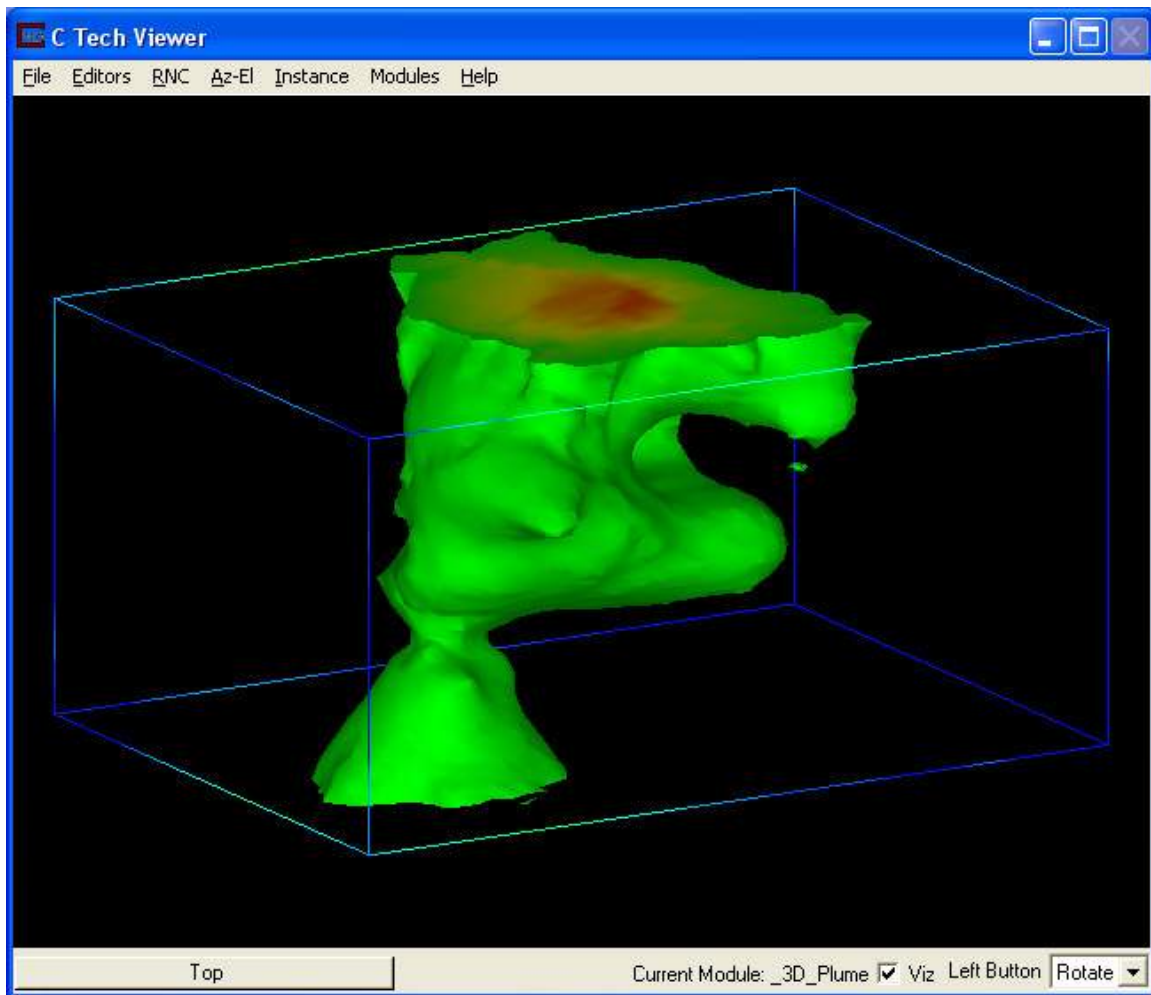 C Tech Viewer
File Editors RNC Az-El Instance Modules Help
Top Current Module: _3D_Plume Viz Left Button Rotate